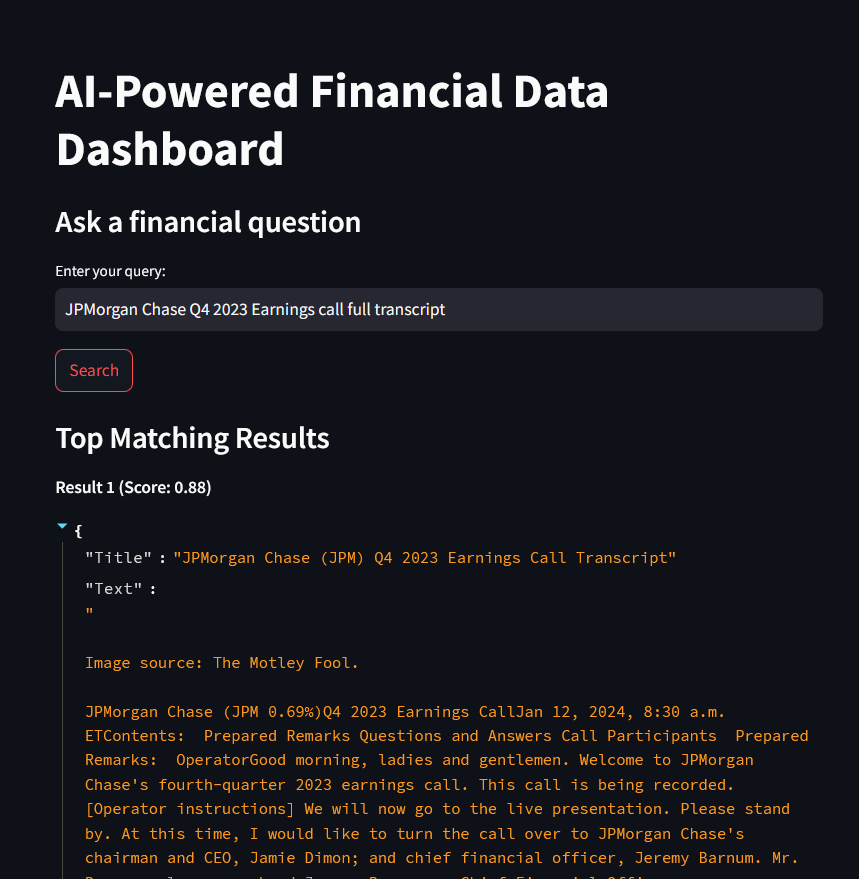 AI-Powered Financial Data
Dashboard
Ask a financial question
Enter your query:
JPMorgan Chase Q4 2023 Earnings call full transcript
Search
Top Matching Results
Result 1 (Score: 0.88)
{
"Title" : "JPMorgan Chase (JPM) Q4 2023 Earnings Call Transcript"
"Text" :
"
Image source: The Motley Fool.
JPMorgan Chase (JPM 0.69%)Q4 2023 Earnings CallJan 12, 2024, 8:30 a.m.
ETContents:  Prepared Remarks Questions and Answers Call Participants  Prepared
Remarks:  OperatorGood morning, ladies and gentlemen. Welcome to JPMorgan
Chase's fourth-quarter 2023 earnings call. This call is being recorded.
[Operator instructions] We will now go to the live presentation. Please stand
by. At this time, I would like to turn the call over to JPMorgan Chase's
chairman and CEO, Jamie Dimon; and chief financial officer, Jeremy Barnum. Mr.